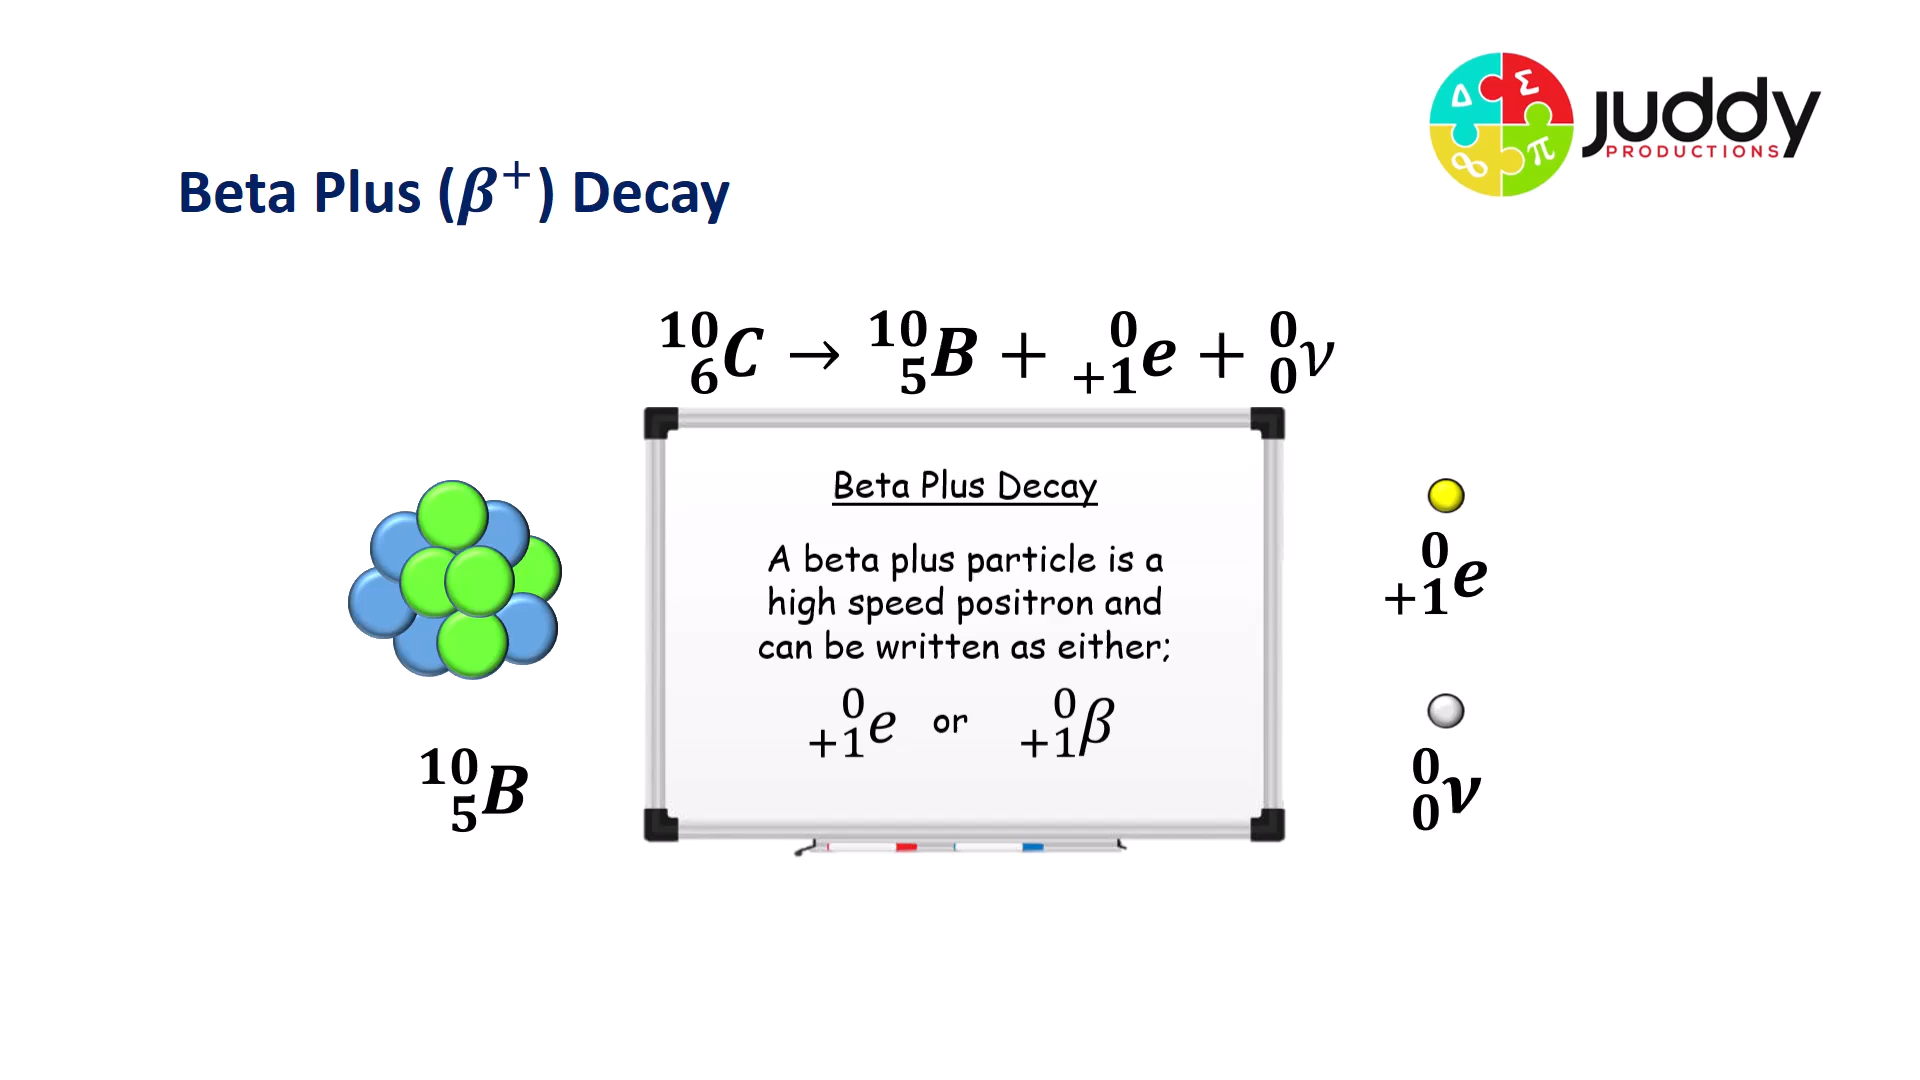 Δ Σ
∞ π
juddy
PRODUCTIONS
Beta Plus (β⁺) Decay
¹⁰₆C → ¹⁰₅B + ⁰₊₁e + ⁰₀ν
Beta Plus Decay
A beta plus particle is a
high speed positron and
can be written as either;
⁰₊₁e or ⁰₊₁β
¹⁰₅B
⁰₊₁e
⁰₀ν